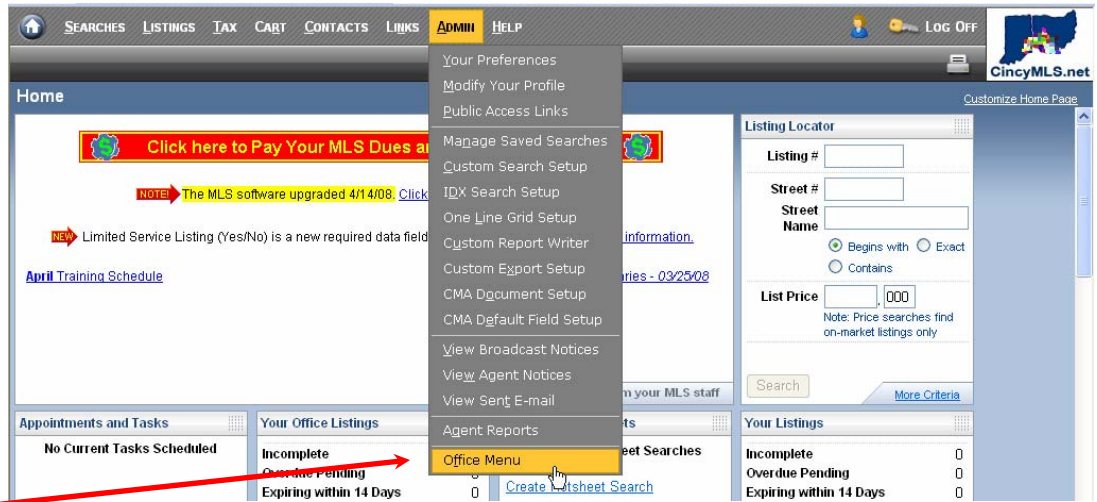 SEARCHES LISTINGS TAX CART CONTACTS LINKS ADMIN HELP LOG OFF
CincyMLS.net
Home
Customize Home Page
Your Preferences
Modify Your Profile
Public Access Links
Manage Saved Searches
Custom Search Setup
IDX Search Setup
One Line Grid Setup
Custom Report Writer
Custom Export Setup
CMA Document Setup
CMA Default Field Setup
View Broadcast Notices
View Agent Notices
View Sent E-mail
Agent Reports
Office Menu
Click here to Pay Your MLS Dues
NOTE! The MLS software upgraded 4/14/08. Click
NEW Limited Service Listing (Yes/No) is a new required data field information.
April Training Schedule
- 03/25/08
your MLS staff
Listing Locator
Listing #
Street #
Street
Name
Begins with Exact
Contains
List Price , 000
Note: Price searches find
on-market listings only
Search
More Criteria
Appointments and Tasks
No Current Tasks Scheduled
Your Office Listings
Incomplete
Overdue Pending 0
Expiring within 14 Days 0
Searches
Create Hotsheet Search
Your Listings
Incomplete 0
Overdue Pending 0
Expiring within 14 Days 0